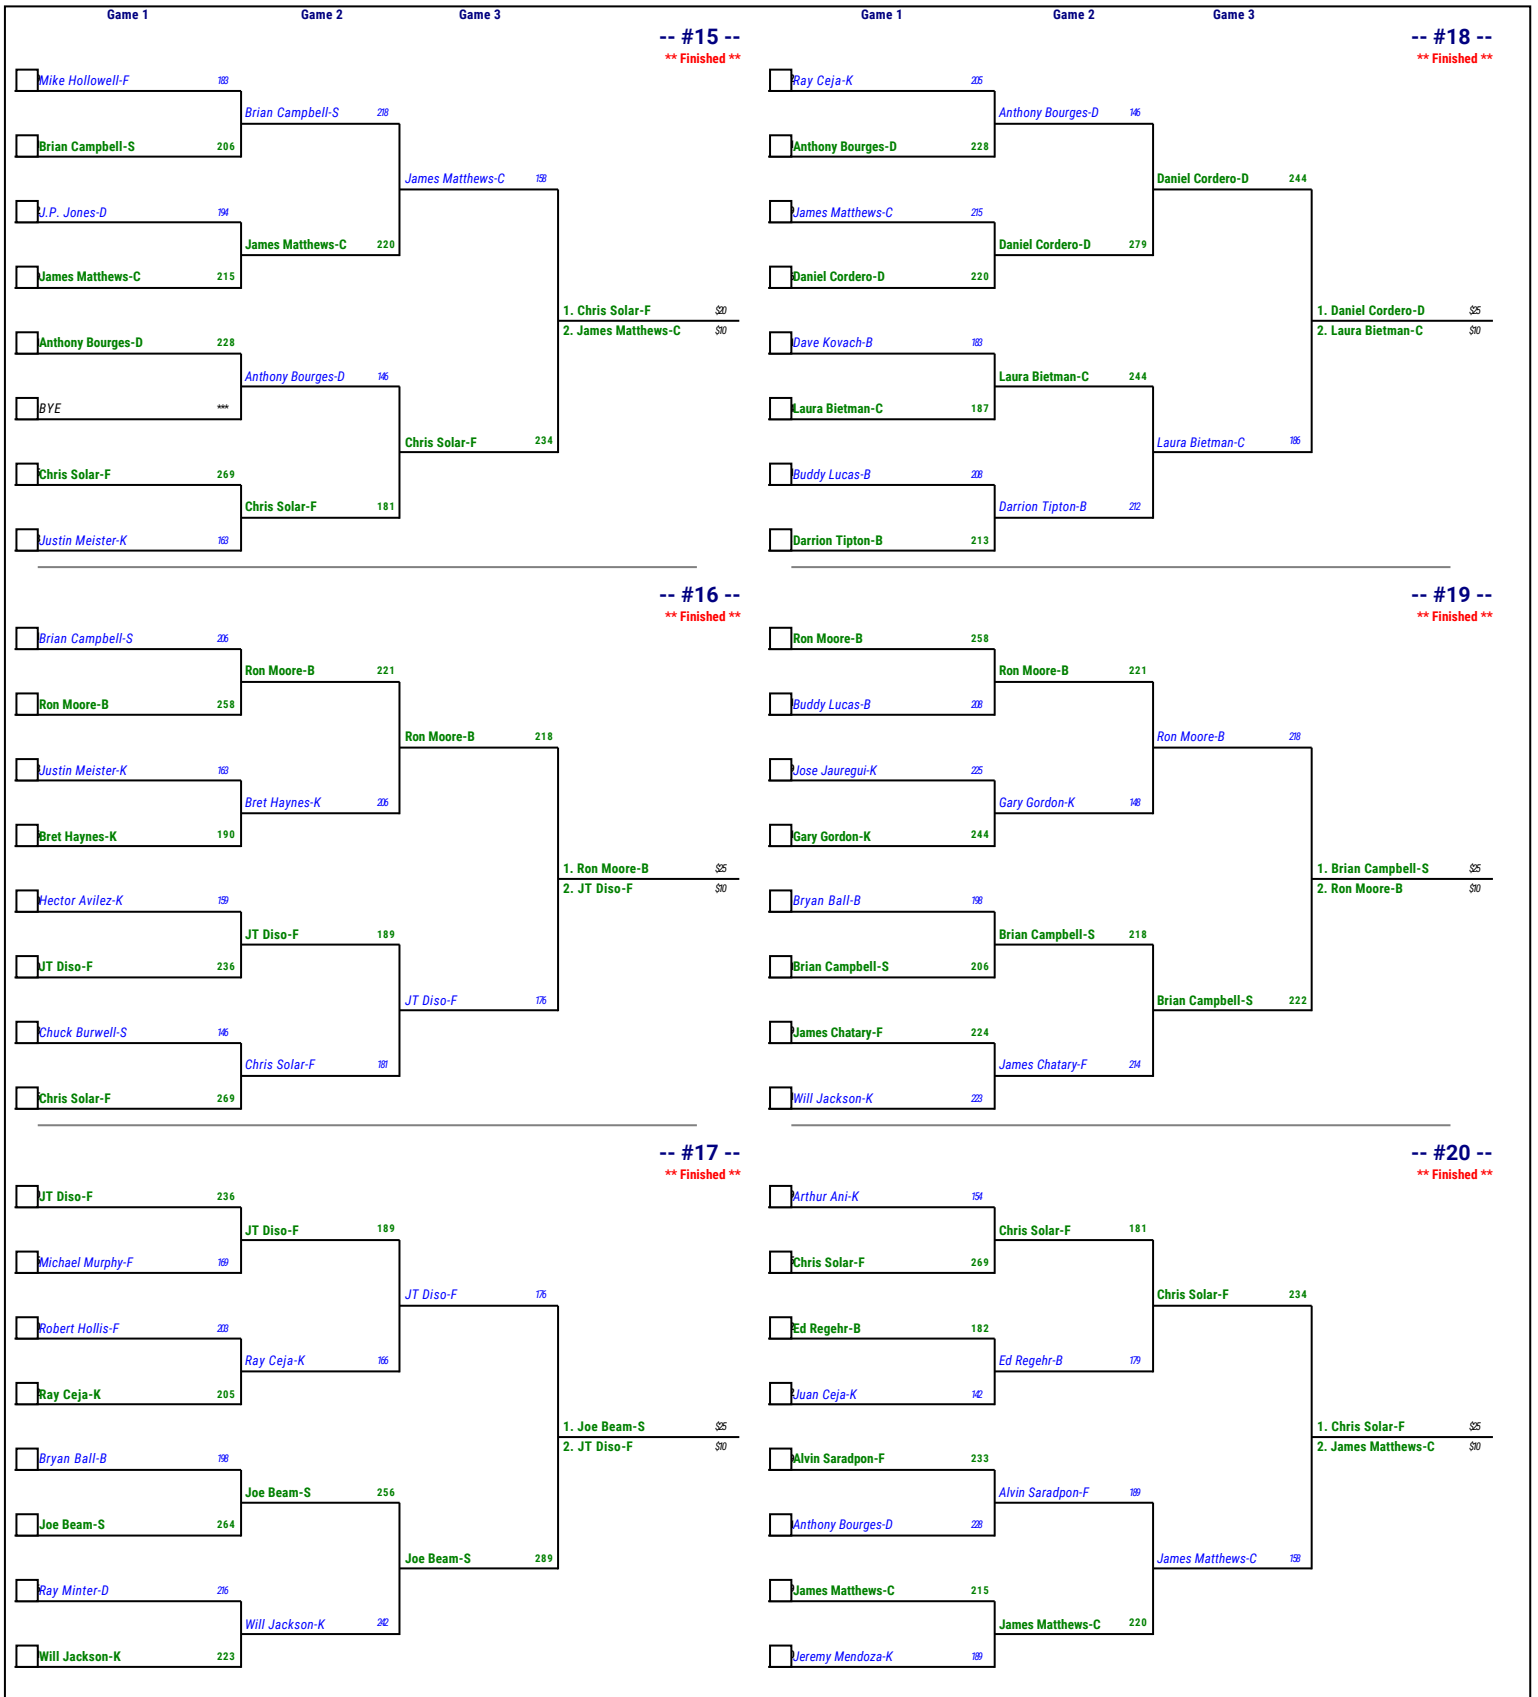 Game 1 Game 2 Game 3
-- #15 --
** Finished **
Mike Hollowell-F 183
Brian Campbell-S 218
Brian Campbell-S 206
James Matthews-C 158
J.P. Jones-D 194
James Matthews-C 220
James Matthews-C 215
1. Chris Solar-F $20
2. James Matthews-C $10
Anthony Bourges-D 228
Anthony Bourges-D 146
BYE ***
Chris Solar-F 234
Chris Solar-F 269
Chris Solar-F 181
Justin Meister-K 163
-- #16 --
** Finished **
Brian Campbell-S 206
Ron Moore-B 221
Ron Moore-B 258
Ron Moore-B 218
Justin Meister-K 163
Bret Haynes-K 206
Bret Haynes-K 190
1. Ron Moore-B $25
2. JT Diso-F $10
Hector Avilez-K 159
JT Diso-F 189
JT Diso-F 236
JT Diso-F 176
Chuck Burwell-S 146
Chris Solar-F 181
Chris Solar-F 269
-- #17 --
** Finished **
JT Diso-F 236
JT Diso-F 189
Michael Murphy-F 169
JT Diso-F 176
Robert Hollis-F 203
Ray Ceja-K 166
Ray Ceja-K 205
1. Joe Beam-S $25
2. JT Diso-F $10
Bryan Ball-B 198
Joe Beam-S 256
Joe Beam-S 264
Joe Beam-S 289
Ray Minter-D 216
Will Jackson-K 242
Will Jackson-K 223
Game 1 Game 2 Game 3
-- #18 --
** Finished **
Ray Ceja-K 205
Anthony Bourges-D 146
Anthony Bourges-D 228
Daniel Cordero-D 244
James Matthews-C 215
Daniel Cordero-D 279
Daniel Cordero-D 220
1. Daniel Cordero-D $25
2. Laura Bietman-C $10
Dave Kovach-B 183
Laura Bietman-C 244
Laura Bietman-C 187
Laura Bietman-C 186
Buddy Lucas-B 208
Darrion Tipton-B 212
Darrion Tipton-B 213
-- #19 --
** Finished **
Ron Moore-B 258
Ron Moore-B 221
Buddy Lucas-B 208
Ron Moore-B 218
Jose Jauregui-K 225
Gary Gordon-K 148
Gary Gordon-K 244
1. Brian Campbell-S $25
2. Ron Moore-B $10
Bryan Ball-B 198
Brian Campbell-S 218
Brian Campbell-S 206
Brian Campbell-S 222
James Chatary-F 224
James Chatary-F 214
Will Jackson-K 223
-- #20 --
** Finished **
Arthur Ani-K 154
Chris Solar-F 181
Chris Solar-F 269
Chris Solar-F 234
Ed Regehr-B 182
Ed Regehr-B 179
Juan Ceja-K 142
1. Chris Solar-F $25
2. James Matthews-C $10
Alvin Saradpon-F 233
Alvin Saradpon-F 189
Anthony Bourges-D 228
James Matthews-C 158
James Matthews-C 215
James Matthews-C 220
Jeremy Mendoza-K 189